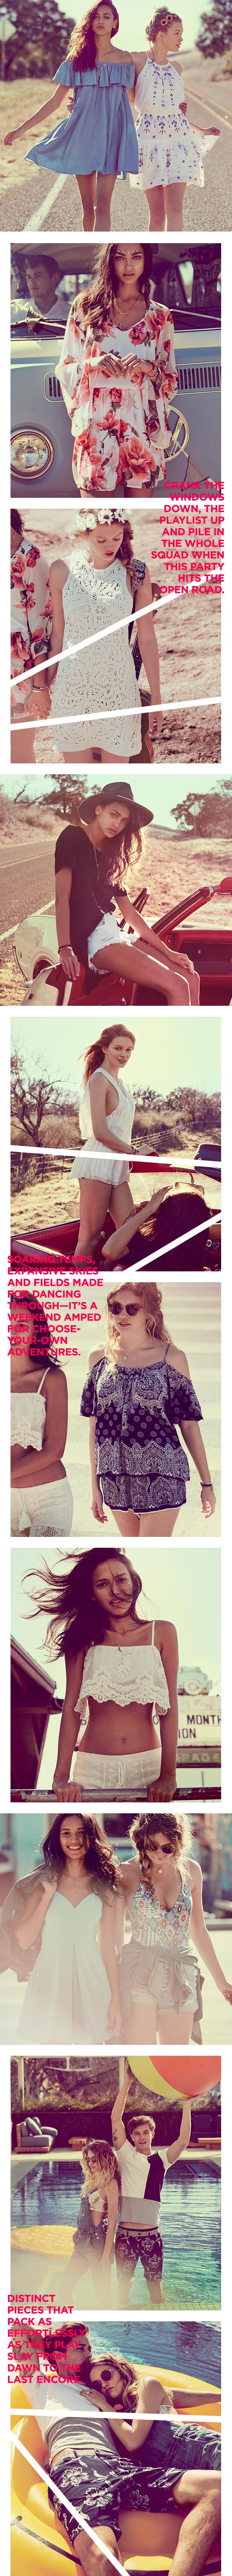 CRANK THE
WINDOWS
DOWN, THE
PLAYLIST UP
AND PILE IN
THE WHOLE
SQUAD WHEN
THIS PARTY
HITS THE
OPEN ROAD.
SOARING TEMPS,
EXPANSIVE SKIES
AND FIELDS MADE
FOR DANCING
THROUGH—IT'S A
WEEKEND AMPED
FOR CHOOSE-
YOUR-OWN
ADVENTURES.
MONTH
ION
DISTINCT
PIECES THAT
PACK AS
EFFORTLESSLY
AS THEY PLAY.
SLAY FROM
DAWN TO THE
LAST ENCORE.